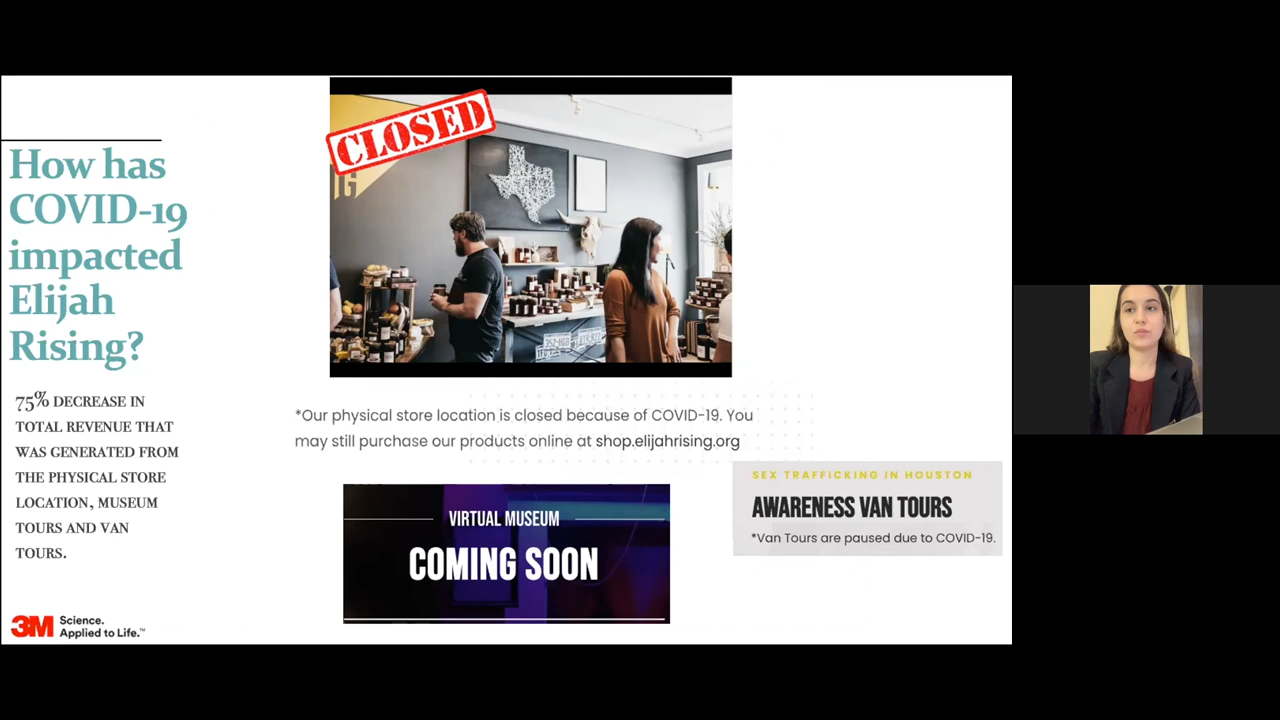 How has
COVID-19
impacted
Elijah
Rising?
75% DECREASE IN
TOTAL REVENUE THAT
WAS GENERATED FROM
THE PHYSICAL STORE
LOCATION, MUSEUM
TOURS AND VAN
TOURS.
3M Science.
Applied to Life.™
CLOSED
*Our physical store location is closed because of COVID-19. You
may still purchase our products online at shop.elijahrising.org
VIRTUAL MUSEUM
COMING SOON
SEX TRAFFICKING IN HOUSTON
AWARENESS VAN TOURS
*Van Tours are paused due to COVID-19.